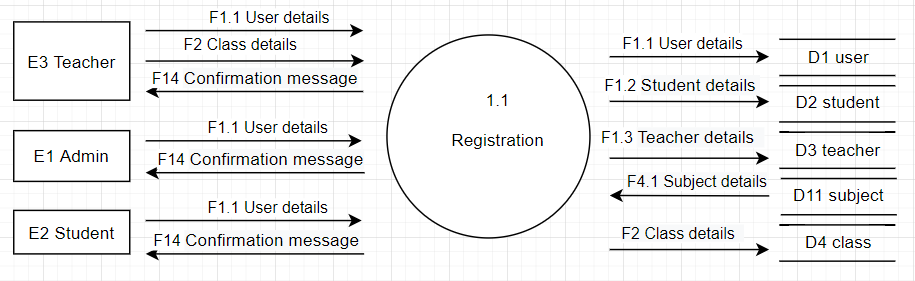 F1.1 User details
F2 Class details
E3 Teacher
F14 Confirmation message
F1.1 User details
E1 Admin
F14 Confirmation message
F1.1 User details
E2 Student
F14 Confirmation message
1.1
Registration
F1.1 User details
D1 user
F1.2 Student details
D2 student
F1.3 Teacher details
D3 teacher
F4.1 Subject details
D11 subject
F2 Class details
D4 class